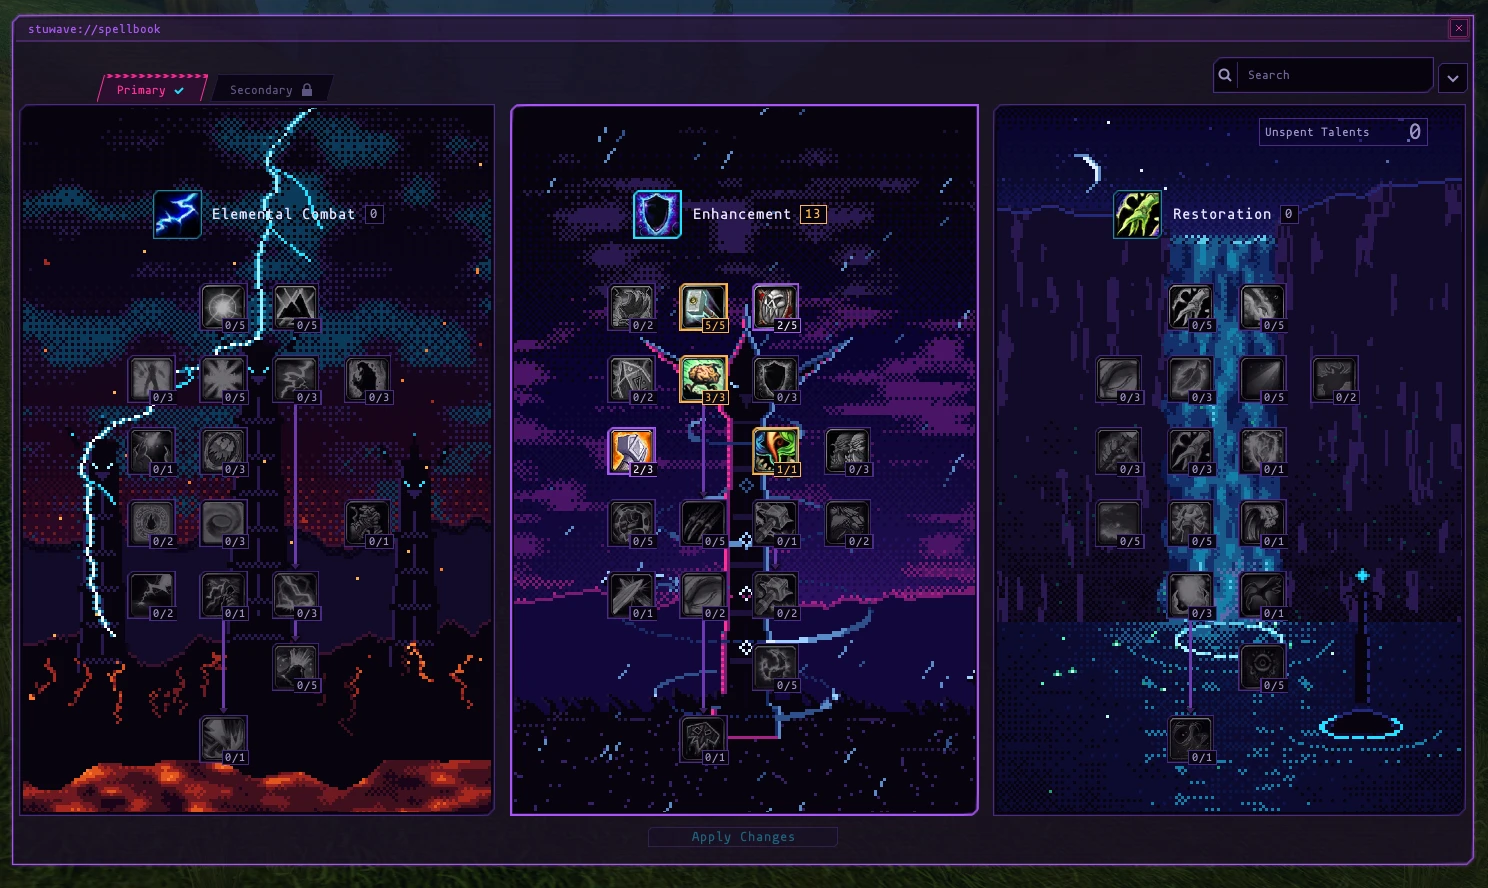 stuwave://spellbook
Search
Primary
Secondary
Unspent Talents 0
Elemental Combat 0
Enhancement 13
Restoration 0
0/5 0/5
0/3 0/5 0/3 0/3
0/1 0/3
0/2 0/3 0/1
0/2 0/1 0/3
0/5
0/1
0/2 5/5 2/5
0/2 3/3 0/3
2/3 1/1 0/3
0/5 0/5 0/1 0/2
0/1 0/2 0/2
0/5
0/1
0/5 0/5
0/3 0/3 0/5 0/2
0/3 0/3 0/1
0/5 0/5 0/1
0/3 0/1
0/5
0/1
Apply Changes